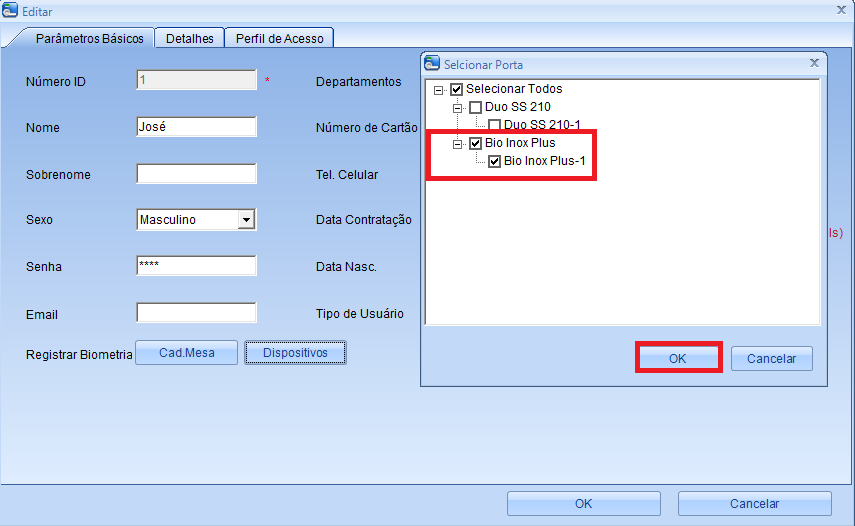 Editar
Parâmetros Básicos Detalhes Perfil de Acesso
Número ID 1 * Departamentos
Nome José Número de Cartão
Sobrenome Tel. Celular
Sexo Masculino Data Contratação
ls)
Senha **** Data Nasc.
Email Tipo de Usuário
Registrar Biometria Cad.Mesa Dispositivos
Selcionar Porta
Selecionar Todos
Duo SS 210
Duo SS 210-1
Bio Inox Plus
Bio Inox Plus-1
OK Cancelar
OK Cancelar